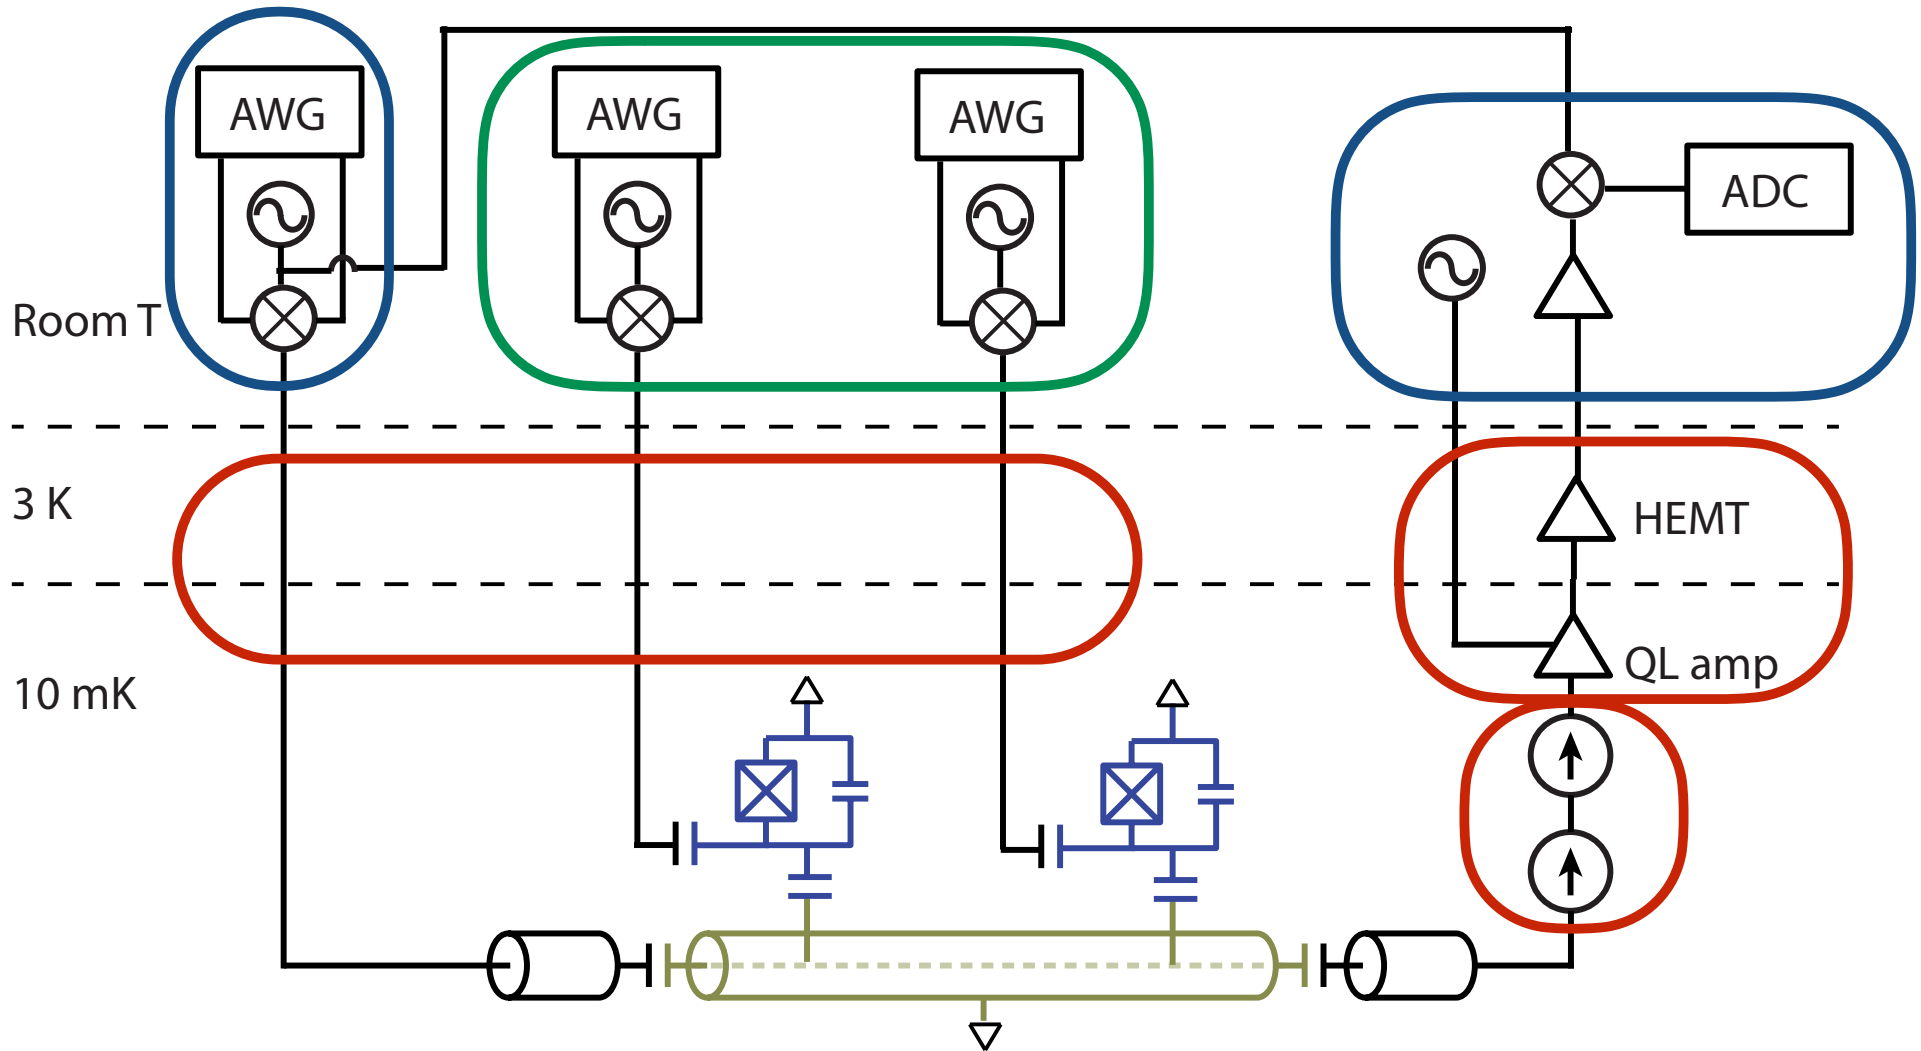 AWG
AWG
AWG
ADC
Room T
3 K
HEMT
QL amp
10 mK